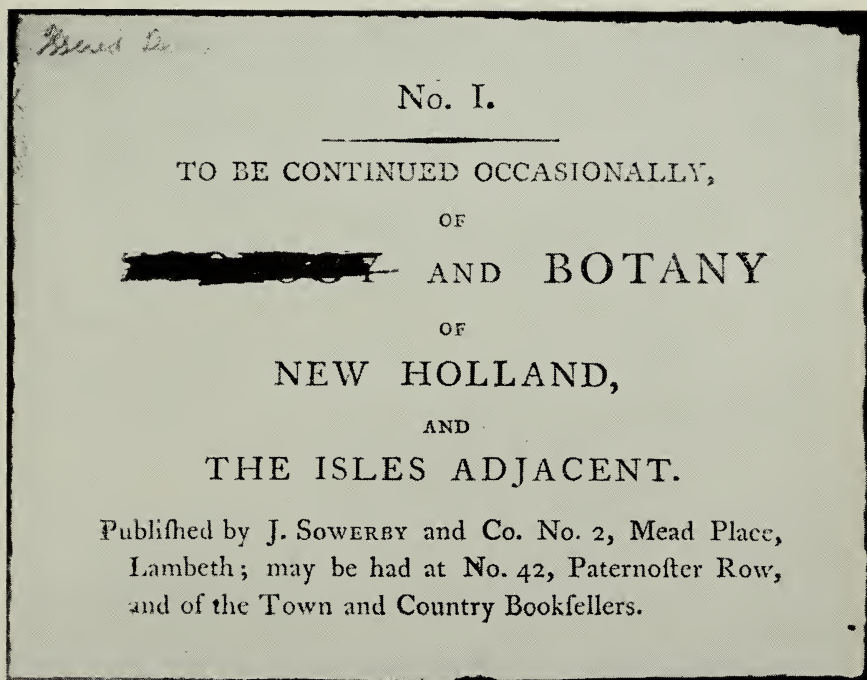 No. I.
TO BE CONTINUED OCCASIONALLY,
OF
AND BOTANY
OF
NEW HOLLAND,
AND
THE ISLES ADJACENT.
Publiſhed by J. SOWERBY and Co. No. 2, Mead Place,
Lambeth; may be had at No. 42, Paternoſter Row,
and of the Town and Country Bookſellers.